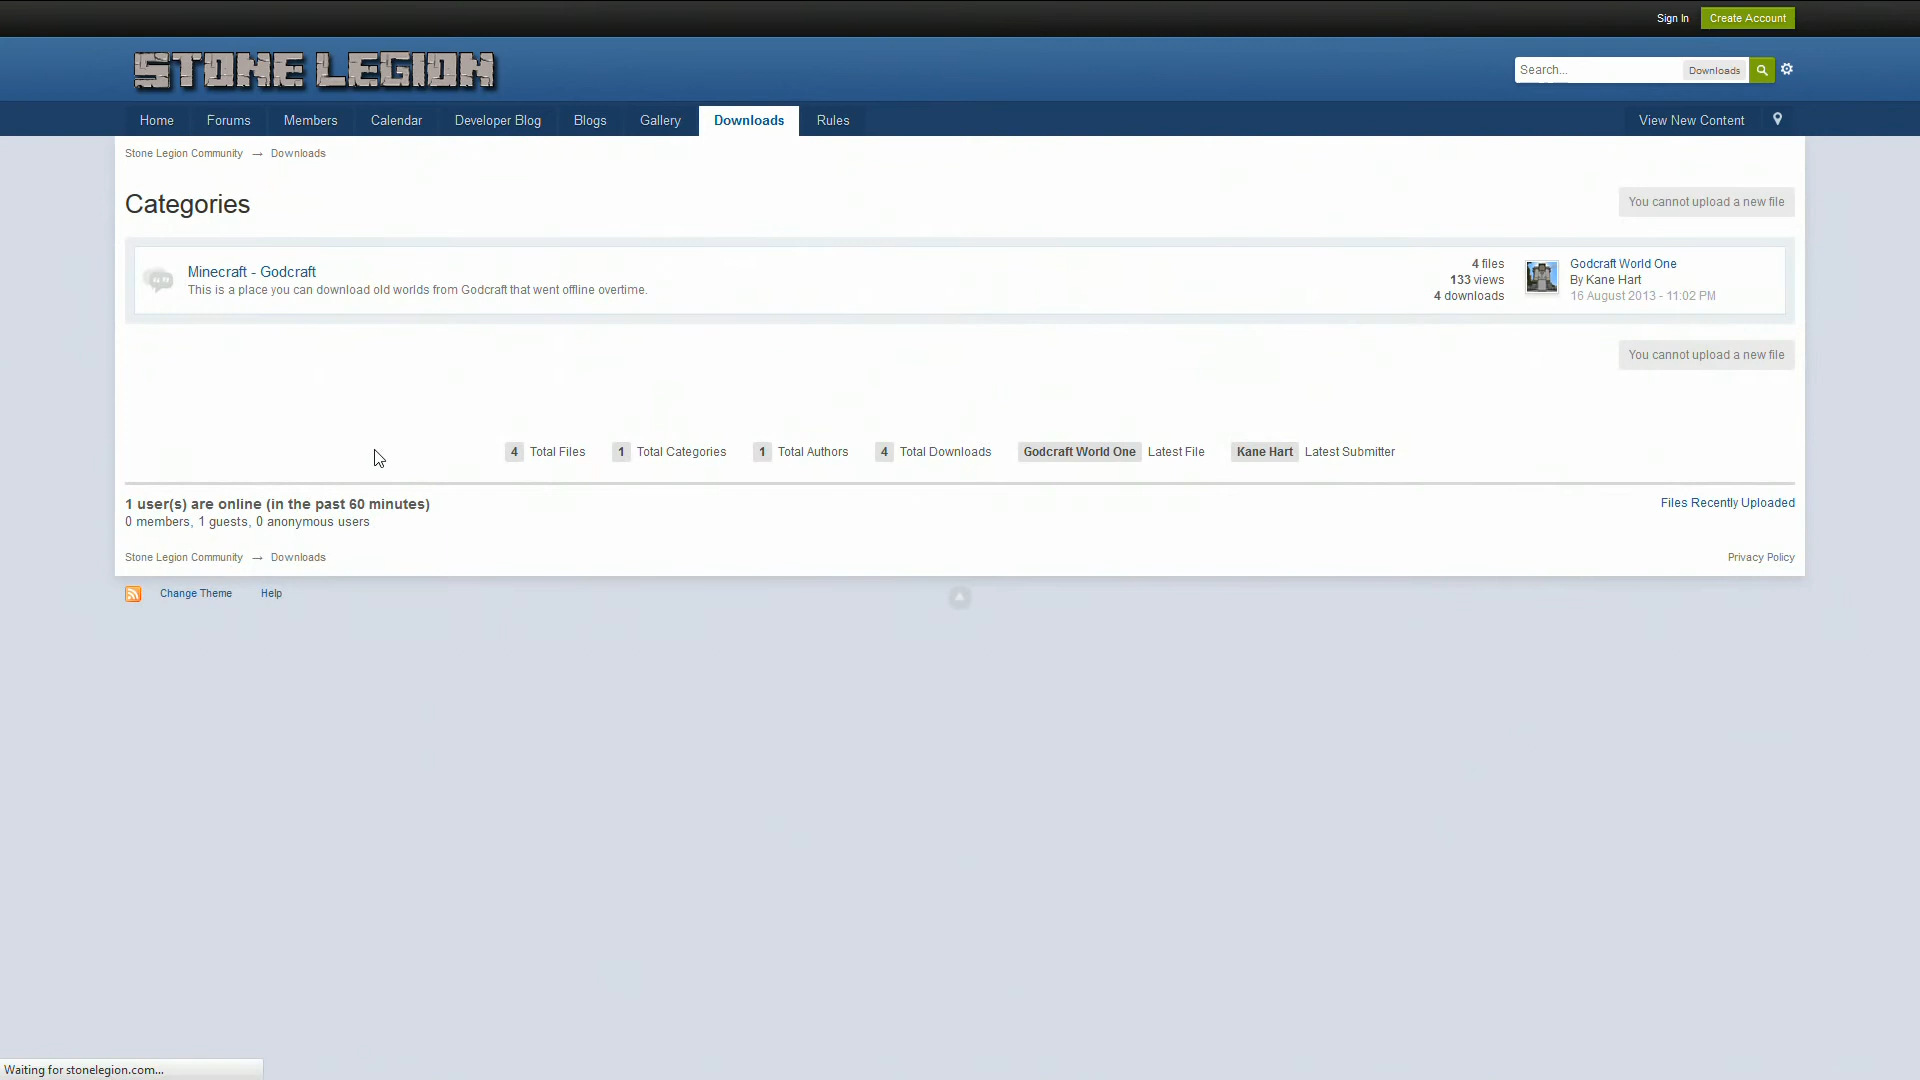 Sign In
Create Account
STONE LEGION
Search...
Downloads
Home
Forums
Members
Calendar
Developer Blog
Blogs
Gallery
Downloads
Rules
View New Content
Stone Legion Community → Downloads
Categories
You cannot upload a new file
Minecraft - Godcraft
This is a place you can download old worlds from Godcraft that went offline overtime.
4 files
133 views
4 downloads
Godcraft World One
By Kane Hart
16 August 2013 - 11:02 PM
You cannot upload a new file
4 Total Files
1 Total Categories
1 Total Authors
4 Total Downloads
Godcraft World One Latest File
Kane Hart Latest Submitter
1 user(s) are online (in the past 60 minutes)
0 members, 1 guests, 0 anonymous users
Files Recently Uploaded
Stone Legion Community → Downloads
Privacy Policy
Change Theme
Help
Waiting for stonelegion.com...